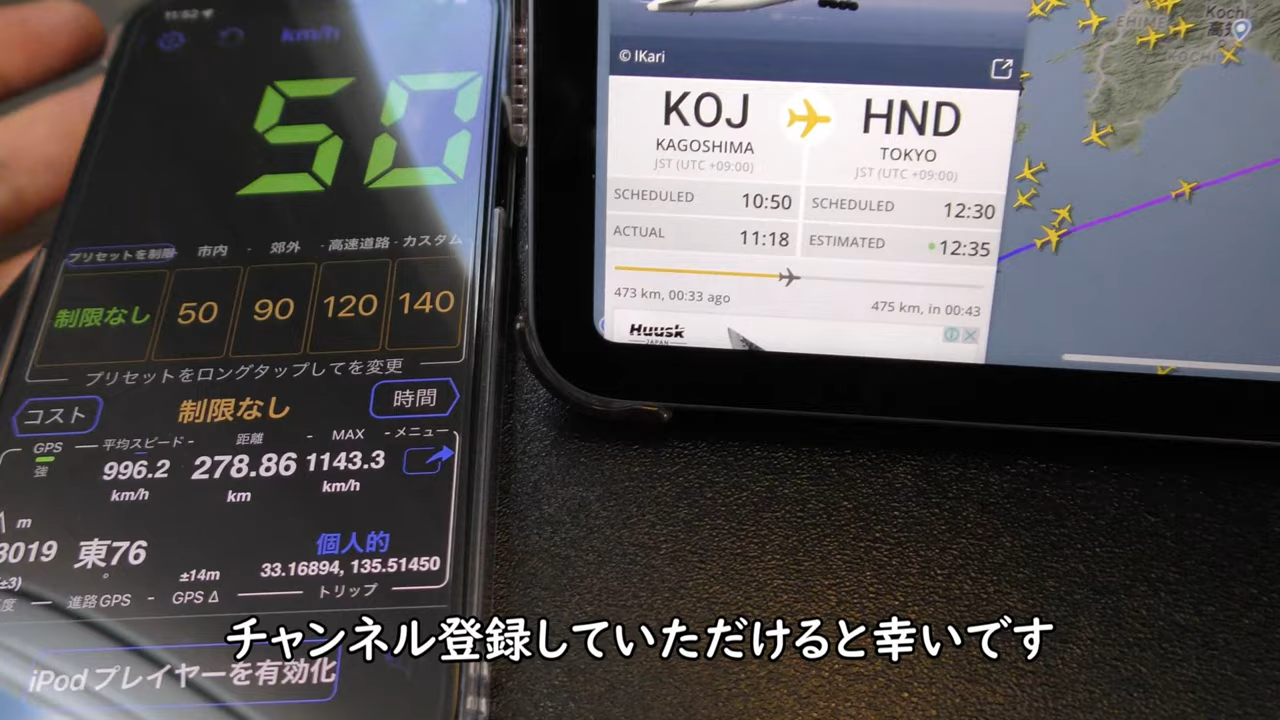 11:52
km/h
50
プリセットを制限 市内 - 郊外 - 高速道路 - カスタム
制限なし 50 90 120 140
プリセットをロングタップしてを変更
コスト 制限なし 時間
GPS 平均スピード - 距離 - MAX - メニュー
強 996.2 278.86 1143.3
km/h km km/h
m
3019 東76 個人的
±14m 33.16894, 135.51450
進路GPS - GPS Δ トリップ
iPod プレイヤーを有効化
© IKari
KOJ HND
KAGOSHIMA TOKYO
JST (UTC +09:00) JST (UTC +09:00)
SCHEDULED 10:50 SCHEDULED 12:30
ACTUAL 11:18 ESTIMATED 12:35
473 km, 00:33 ago 475 km, in 00:43
Huusk
JAPAN
EHIME
Kochi
KOCHI
チャンネル登録していただけると幸いです